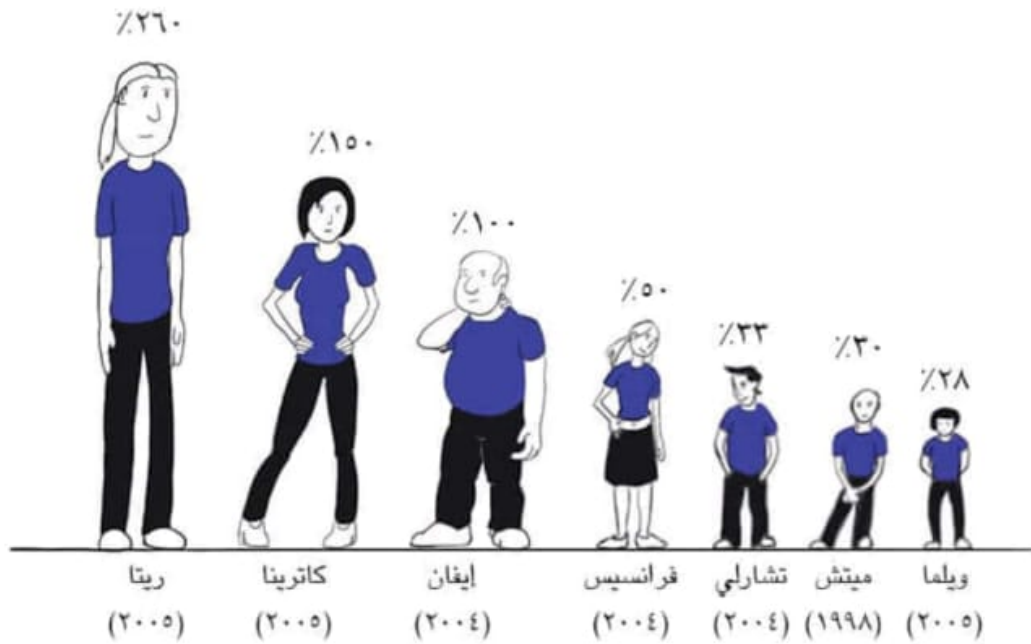 ٪٢٦٠
٪١٥٠
٪١٠٠
٪٥٠
٪٣٣
٪٣٠
٪٢٨
ريتا
(٢٠٠٥)
كاترينا
(٢٠٠٥)
إيفان
(٢٠٠٤)
فرانسيس
(٢٠٠٤)
تشارلي
(٢٠٠٤)
ميتش
(١٩٩٨)
ويلما
(٢٠٠٥)